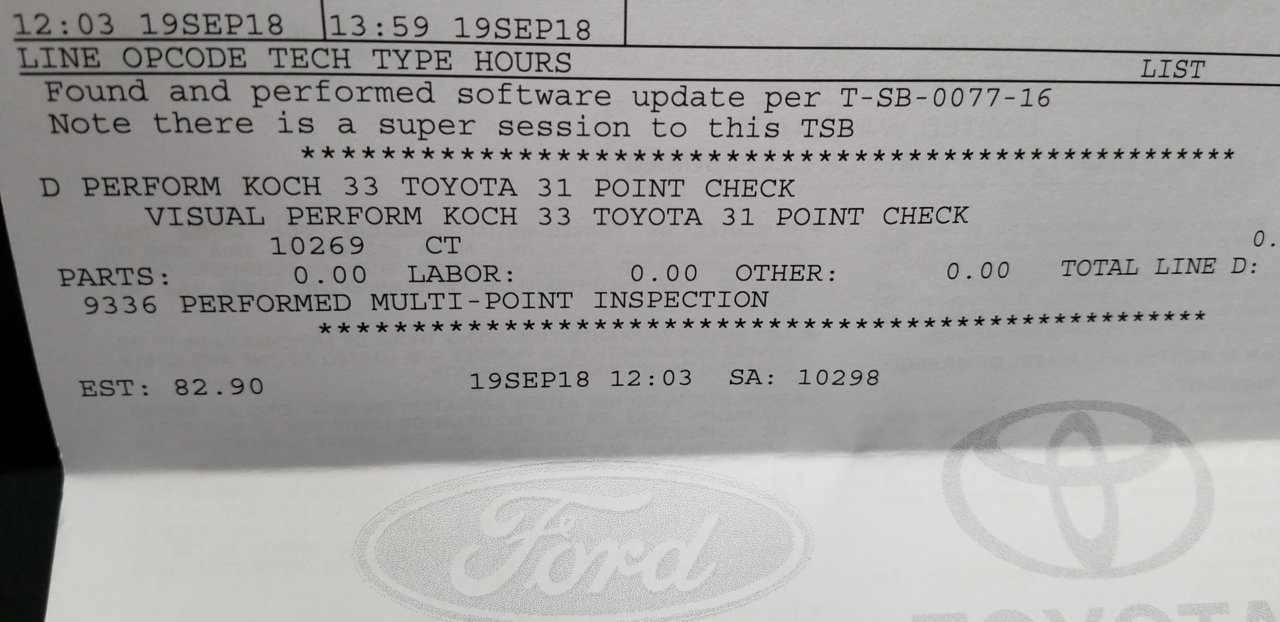 12:03 19SEP18 13:59 19SEP18
LINE OPCODE TECH TYPE HOURS LIST
Found and performed software update per T-SB-0077-16
Note there is a super session to this TSB
**********************************************************
D PERFORM KOCH 33 TOYOTA 31 POINT CHECK
VISUAL PERFORM KOCH 33 TOYOTA 31 POINT CHECK
10269 CT 0.
PARTS: 0.00 LABOR: 0.00 OTHER: 0.00 TOTAL LINE D:
9336 PERFORMED MULTI-POINT INSPECTION
**********************************************************
EST: 82.90 19SEP18 12:03 SA: 10298
Ford
TOYOTA